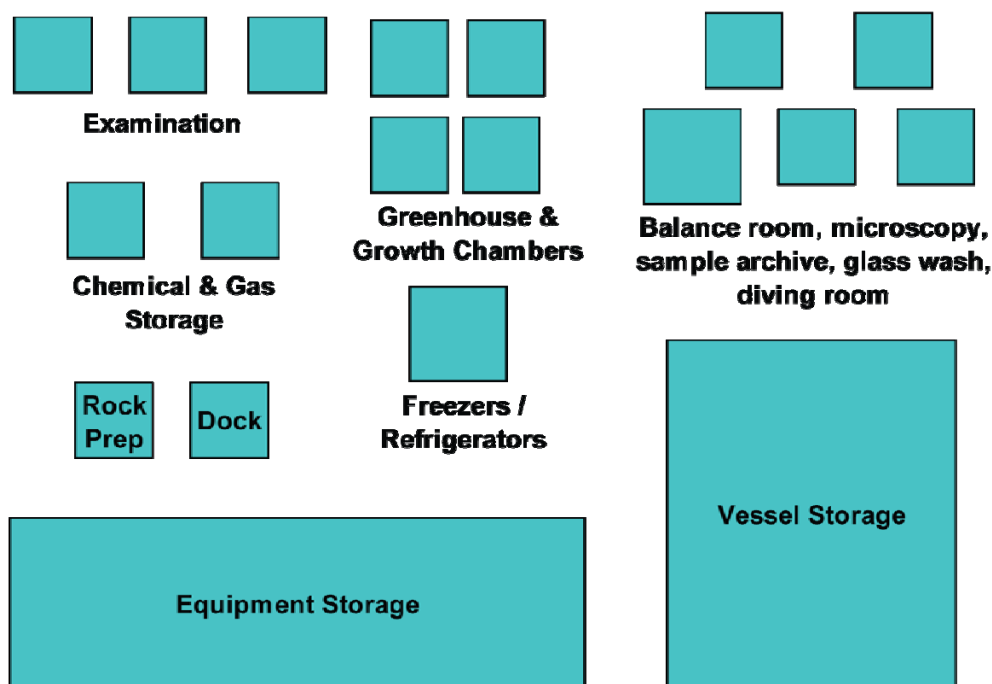 Examination
Greenhouse &
Growth Chambers
Balance room, microscopy,
sample archive, glass wash,
diving room
Chemical & Gas
Storage
Freezers /
Refrigerators
Rock
Prep
Dock
Vessel Storage
Equipment Storage